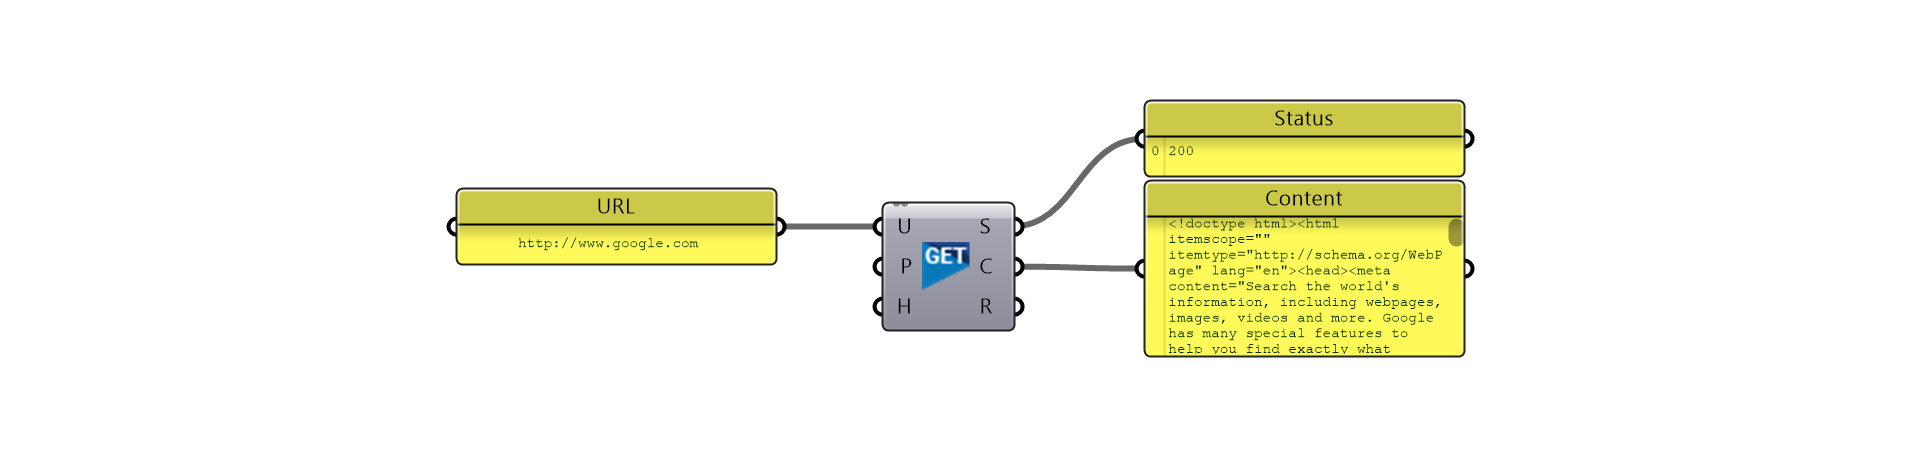 URL
http://www.google.com
U
P
H
GET
S
C
R
Status
0 200
Content
<!doctype html><html
itemscope=""
itemtype="http://schema.org/WebP
age" lang="en"><head><meta
content="Search the world's
information, including webpages,
images, videos and more. Google
has many special features to
help you find exactly what